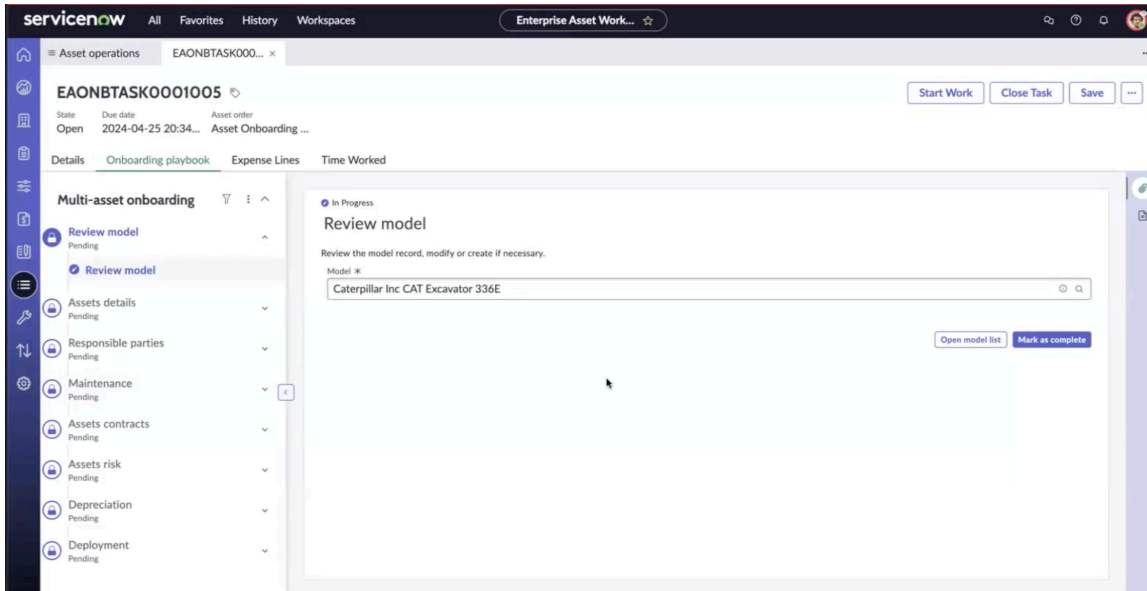 servicenow All Favorites History Workspaces Enterprise Asset Work... ☆
≡ Asset operations EAONBTASK000... ×
EAONBTASK0001005 Start Work Close Task Save ...
State Due date Asset order
Open 2024-04-25 20:34... Asset Onboarding ...
Details Onboarding playbook Expense Lines Time Worked
Multi-asset onboarding
Review model
Pending
Review model
Assets details
Pending
Responsible parties
Pending
Maintenance
Pending
Assets contracts
Pending
Assets risk
Pending
Depreciation
Pending
Deployment
Pending
In Progress
Review model
Review the model record, modify or create if necessary.
Model *
Caterpillar Inc CAT Excavator 336E
Open model list Mark as complete